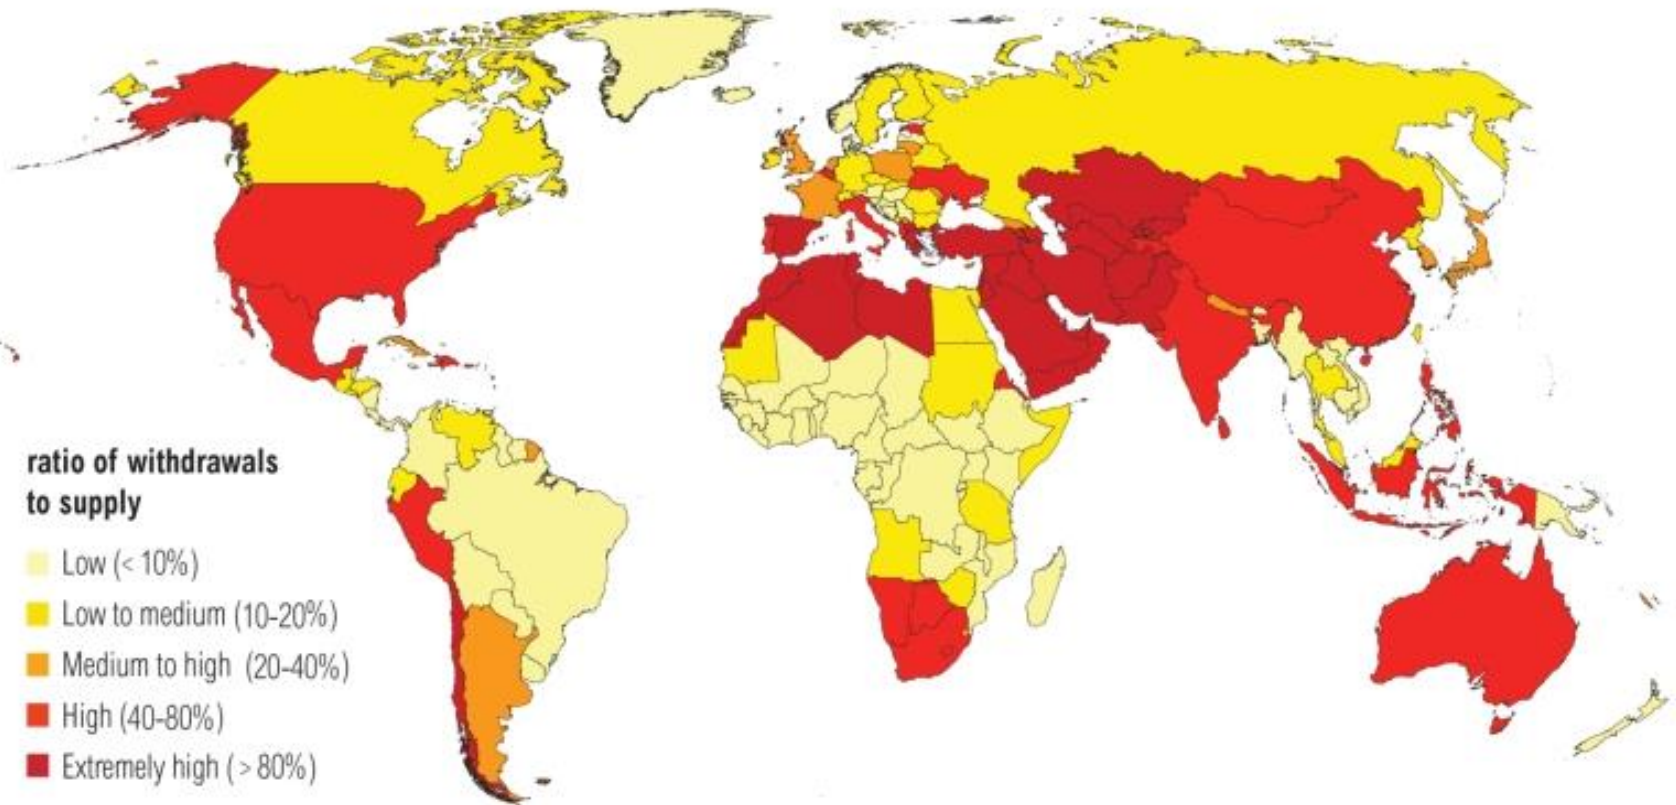 ratio of withdrawals
to supply
Low (< 10%)
Low to medium (10-20%)
Medium to high (20-40%)
High (40-80%)
Extremely high ( > 80%)